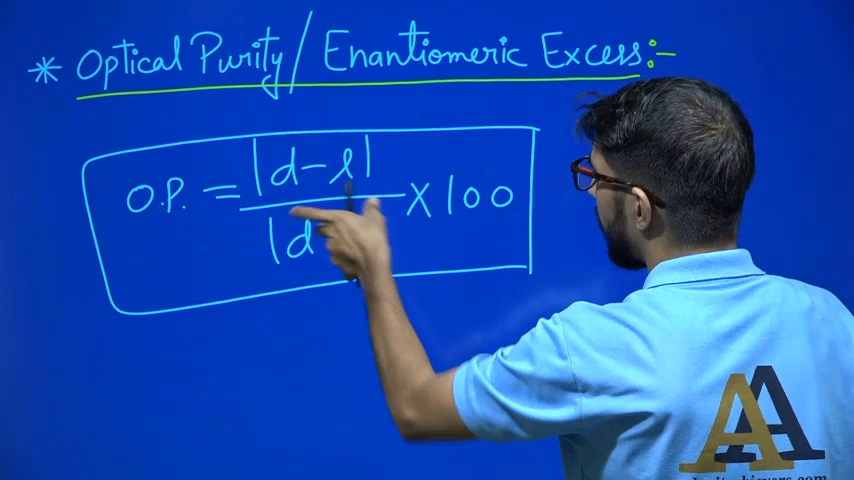 * Optical Purity/ Enantiomeric Excess:-
O.P. = |d-l| / |d × 100
AA